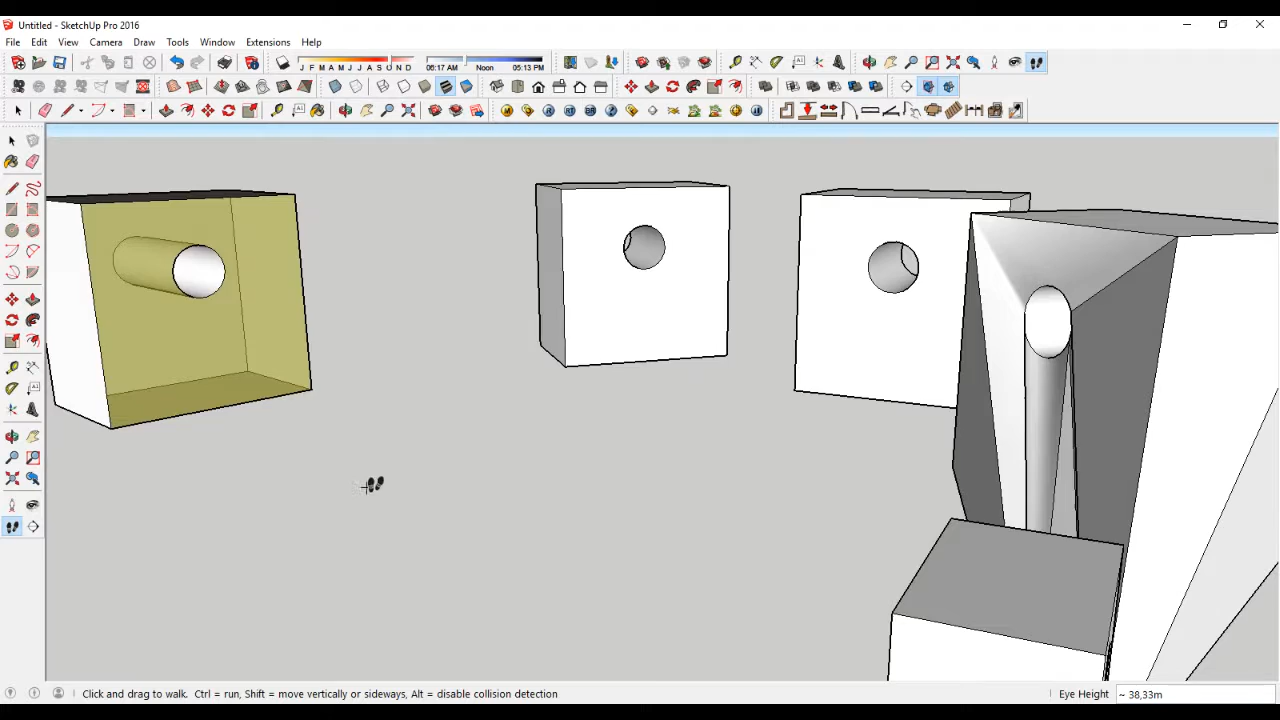 Untitled - SketchUp Pro 2016
File Edit View Camera Draw Tools Window Extensions Help
J F M A M J J A S O N D 06:17 AM Noon 05:13 PM
Click and drag to walk. Ctrl = run, Shift = move vertically or sideways, Alt = disable collision detection
Eye Height ~ 38,33m